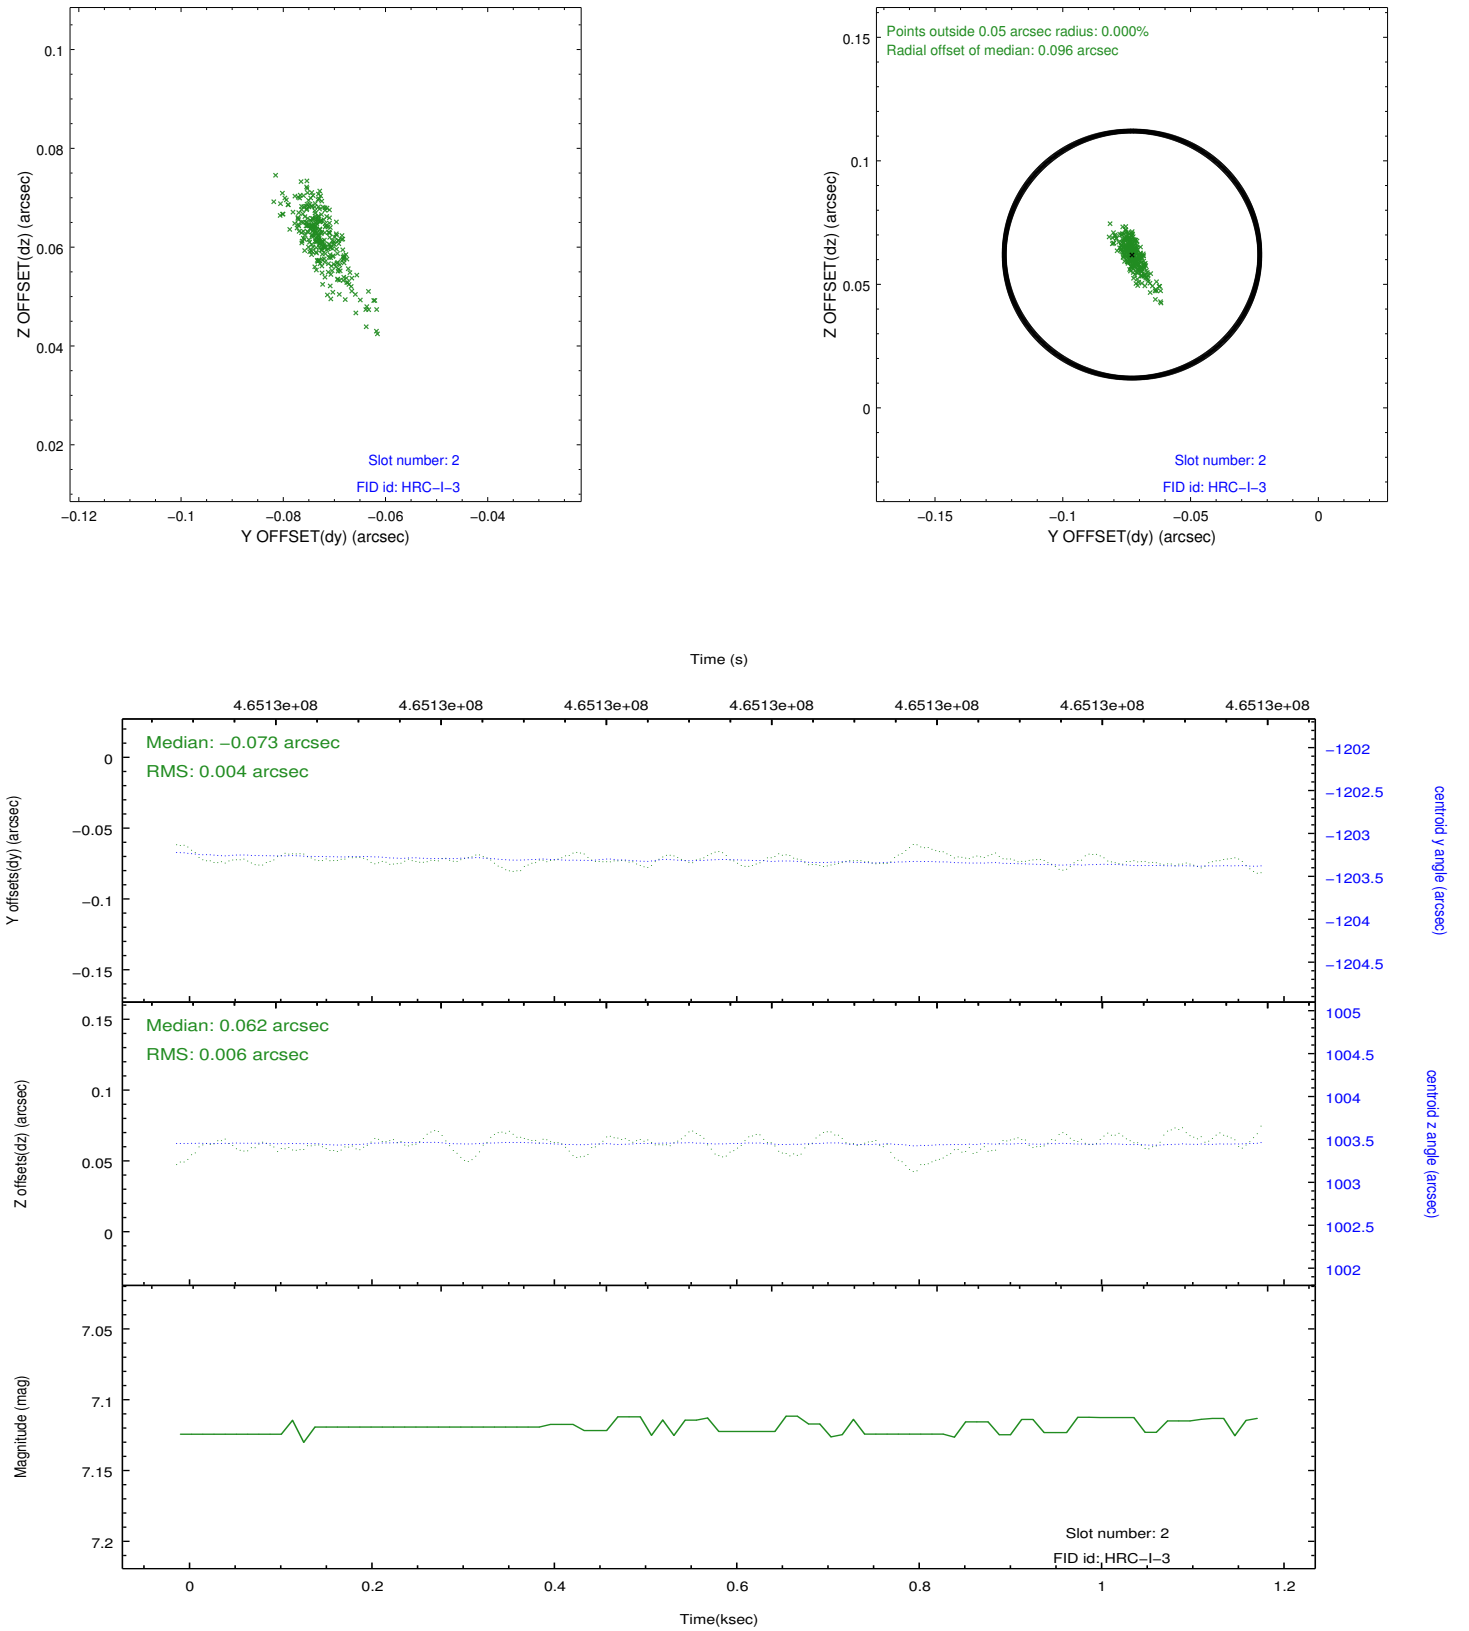 0.1
0.08
0.06
0.04
0.02
Z OFFSET(dz) (arcsec)
Slot number: 2
FID id: HRC−I−3
−0.12 −0.1 −0.08 −0.06 −0.04
Y OFFSET(dy) (arcsec)
Points outside 0.05 arcsec radius: 0.000%
Radial offset of median: 0.096 arcsec
0.15
0.1
0.05
0
Z OFFSET(dz) (arcsec)
Slot number: 2
FID id: HRC−I−3
−0.15 −0.1 −0.05 0
Y OFFSET(dy) (arcsec)
Time (s)
4.6513e+08 4.6513e+08 4.6513e+08 4.6513e+08 4.6513e+08 4.6513e+08 4.6513e+08
Median: −0.073 arcsec
RMS: 0.004 arcsec
0
−0.05
−0.1
−0.15
Y offsets(dy) (arcsec)
−1202
−1202.5
−1203
−1203.5
−1204
−1204.5
centroid y angle (arcsec)
Median: 0.062 arcsec
RMS: 0.006 arcsec
0.15
0.1
0.05
0
Z offsets(dz) (arcsec)
1005
1004.5
1004
1003.5
1003
1002.5
1002
centroid z angle (arcsec)
7.05
7.1
7.15
7.2
Magnitude (mag)
Slot number: 2
FID id: HRC−I−3
0 0.2 0.4 0.6 0.8 1 1.2
Time(ksec)